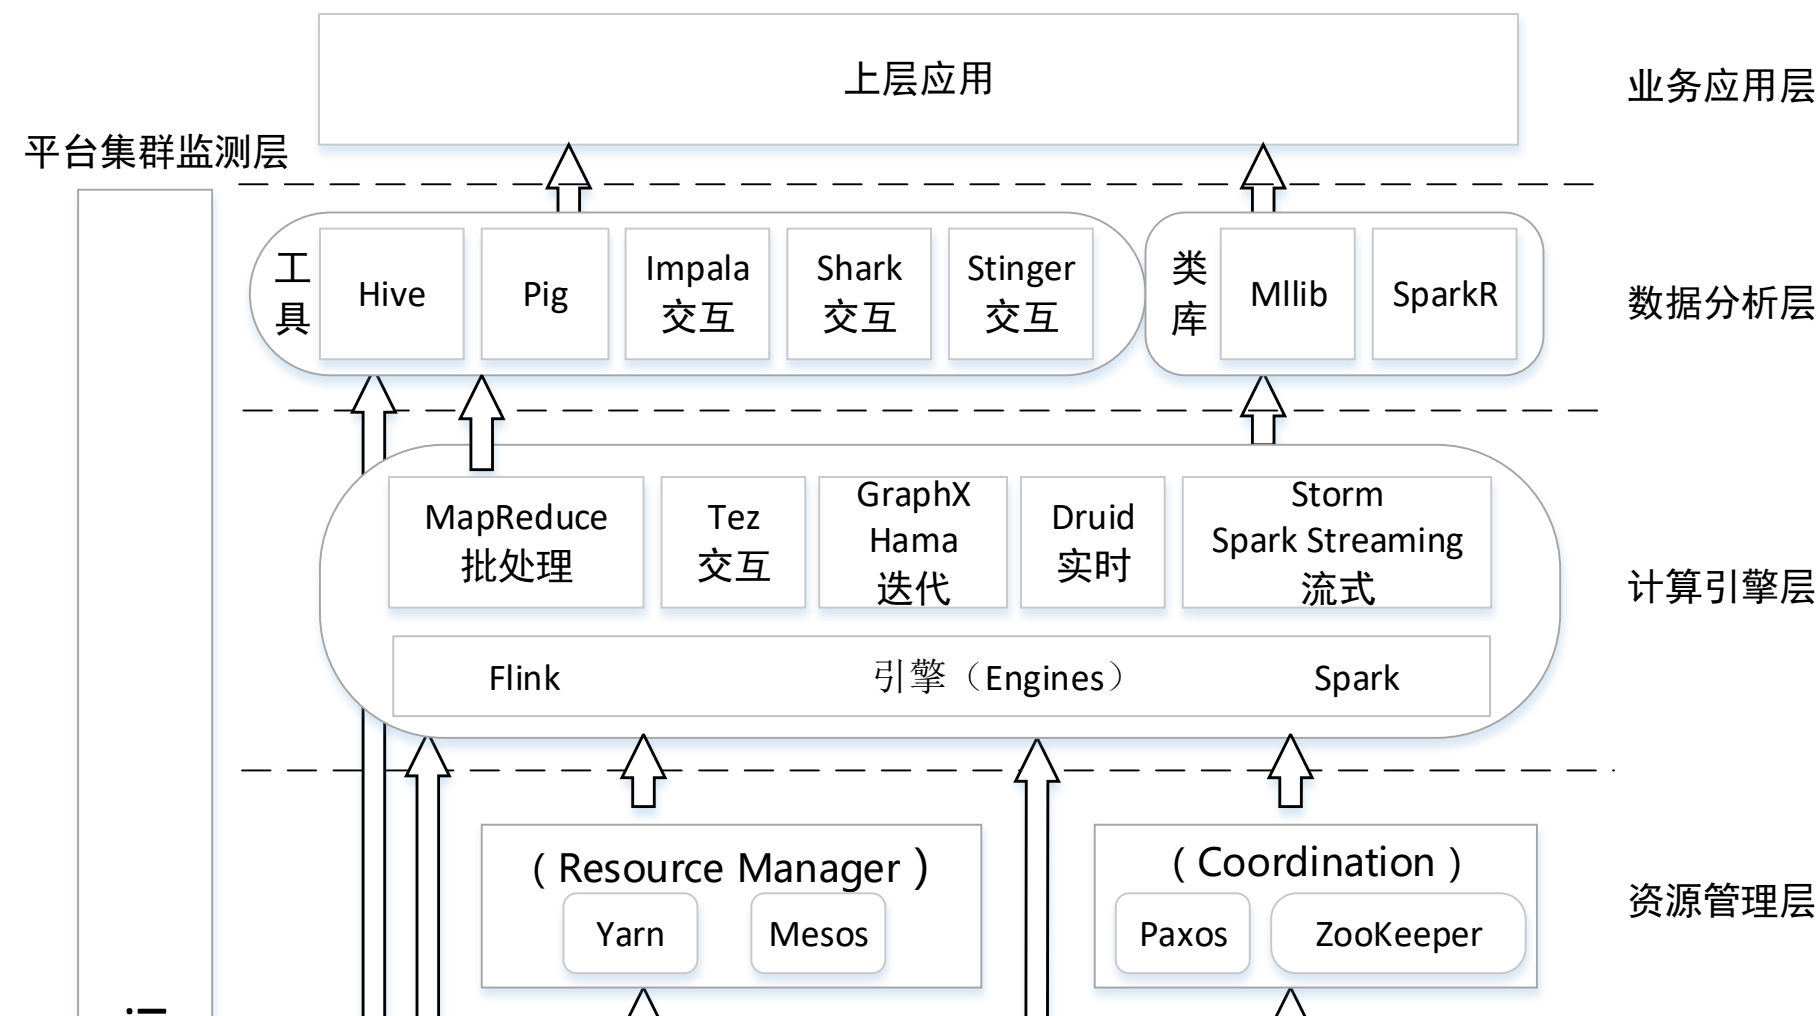 上层应用
业务应用层
平台集群监测层
工具
Hive
Pig
Impala
交互
Shark
交互
Stinger
交互
类库
Mllib
SparkR
数据分析层
MapReduce
批处理
Tez
交互
GraphX
Hama
迭代
Druid
实时
Storm
Spark Streaming
流式
计算引擎层
Flink
引擎（Engines）
Spark
（Resource Manager）
Yarn
Mesos
（Coordination）
Paxos
ZooKeeper
资源管理层